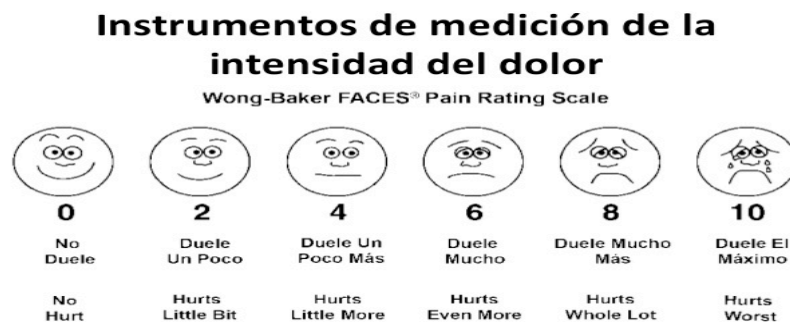 Instrumentos de medición de la
intensidad del dolor
Wong-Baker FACES® Pain Rating Scale
0 2 4 6 8 10
No Duele Duele Un Duele Duele Mucho Duele El
Duele Un Poco Poco Más Mucho Más Máximo
No Hurts Hurts Hurts Hurts Hurts
Hurt Little Bit Little More Even More Whole Lot Worst